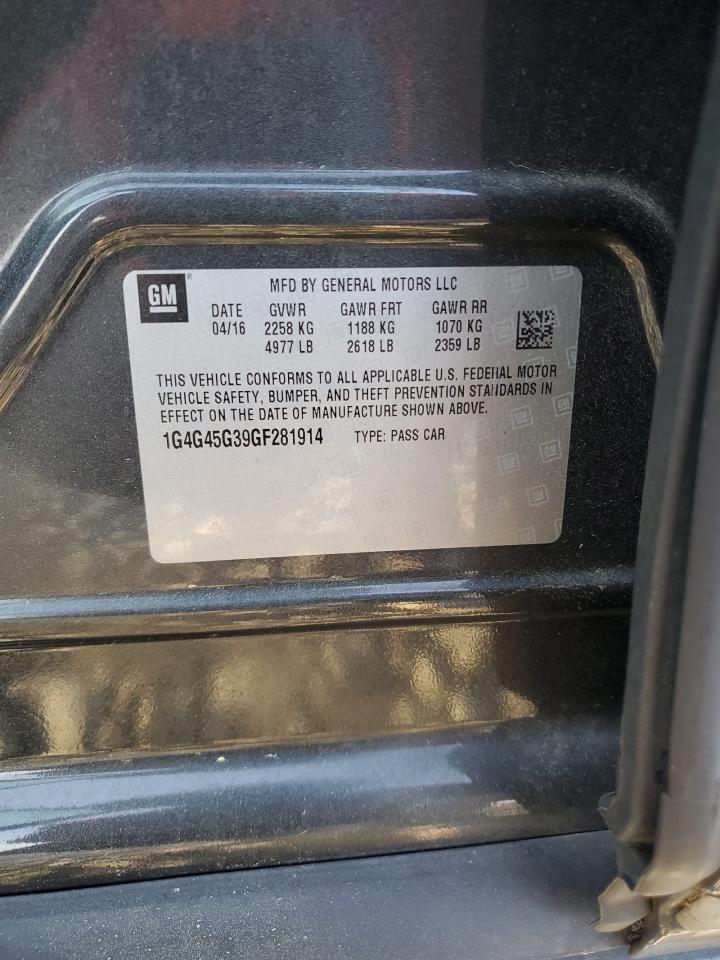 GM ®
MFD BY GENERAL MOTORS LLC
DATE GVWR GAWR FRT GAWR RR
04/16 2258 KG 1188 KG 1070 KG
4977 LB 2618 LB 2359 LB
THIS VEHICLE CONFORMS TO ALL APPLICABLE U.S. FEDERAL MOTOR
VEHICLE SAFETY, BUMPER, AND THEFT PREVENTION STANDARDS IN
EFFECT ON THE DATE OF MANUFACTURE SHOWN ABOVE.
1G4G45G39GF281914 TYPE: PASS CAR